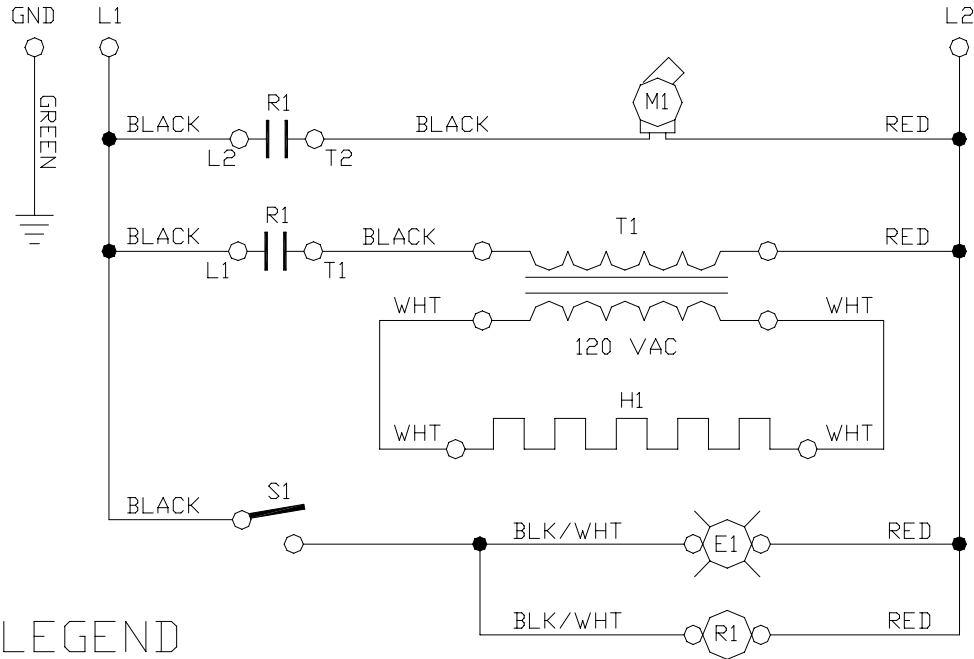 GND L1 L2
GREEN
R1 M1
BLACK BLACK RED
L2 T2
R1 T1
BLACK BLACK RED
L1 T1
WHT WHT
120 VAC
H1
WHT WHT
S1
BLACK
BLK/WHT E1 RED
BLK/WHT R1 RED
LEGEND